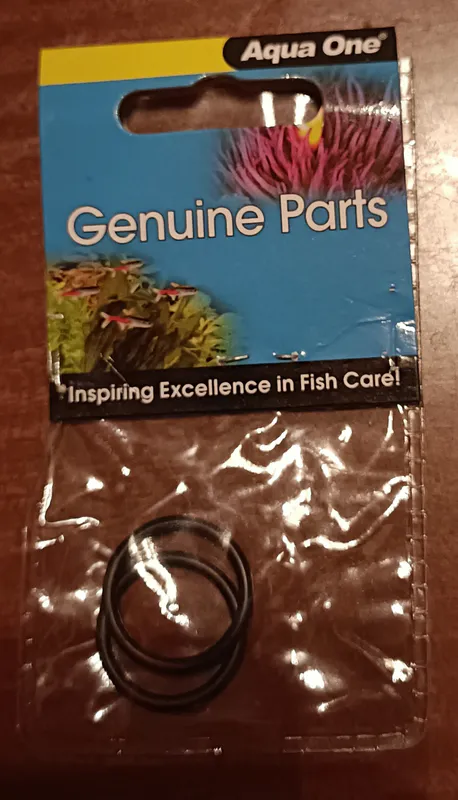 Aqua One®
Genuine Parts
Inspiring Excellence in Fish Care!